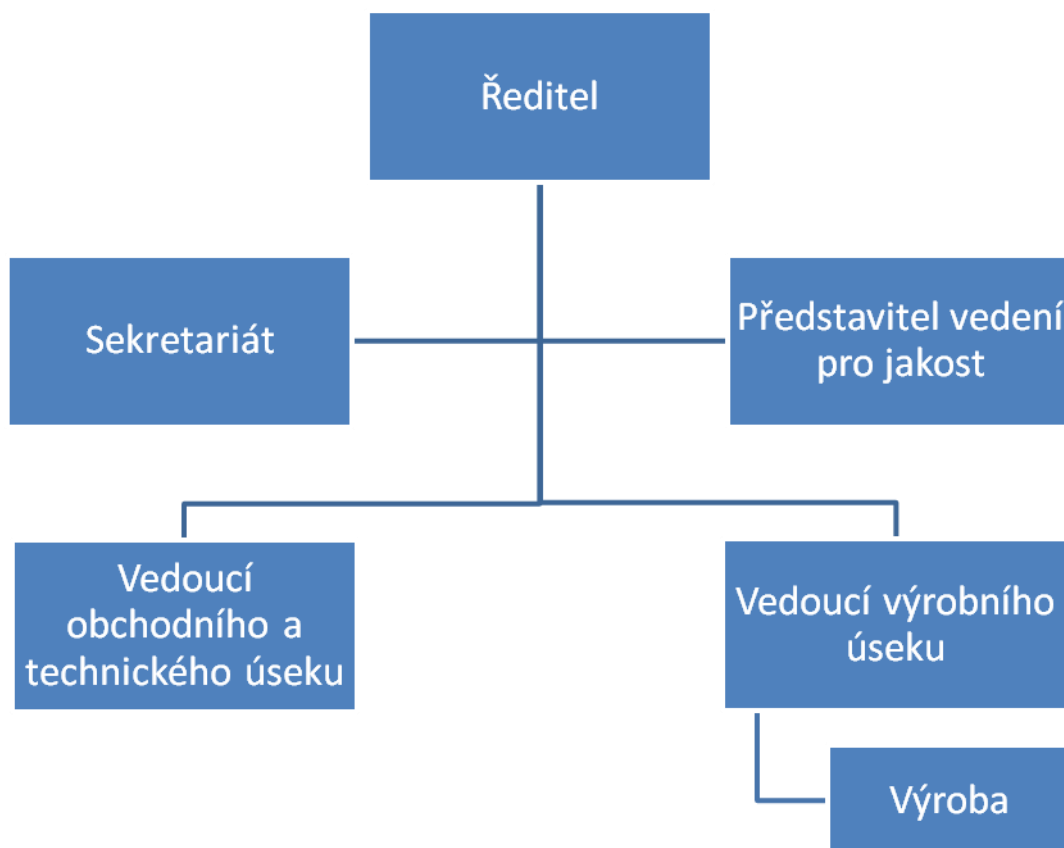 Ředitel
Sekretariát
Představitel vedení
pro jakost
Vedoucí
obchodního a
technického úseku
Vedoucí výrobního
úseku
Výroba